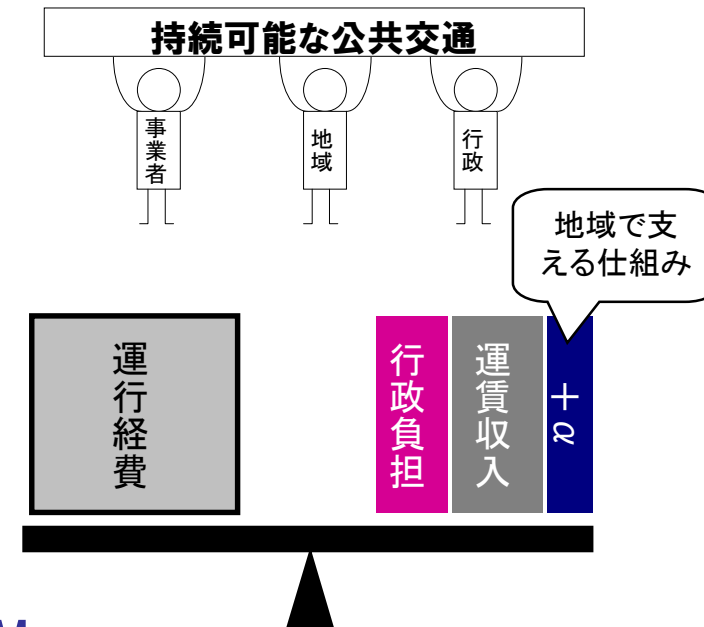 持続可能な公共交通
事業者
地域
行政
地域で支
える仕組み
運行経費
行政負担
運賃収入
＋α